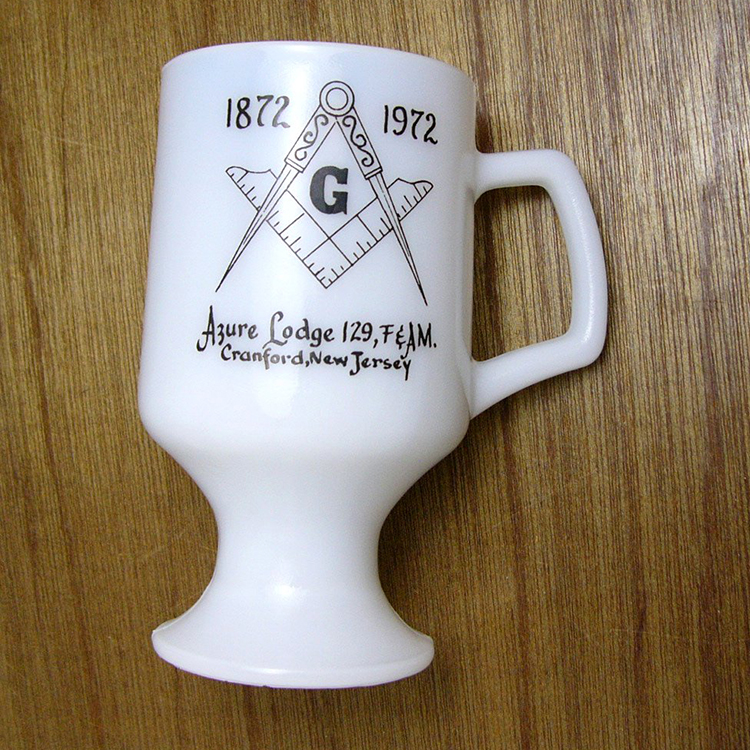 1872 1972
G
Azure Lodge 129, F&AM.
Cranford, New Jersey